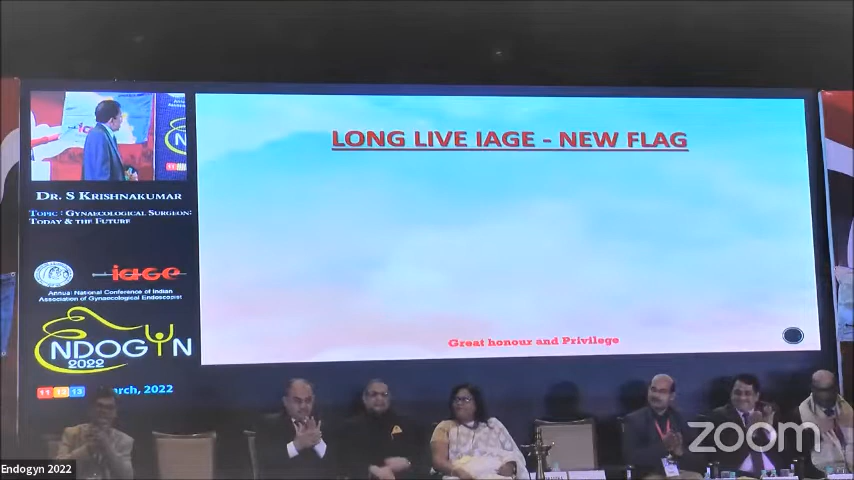 LONG LIVE IAGE - NEW FLAG
DR. S KRISHNAKUMAR
TOPIC : GYNAECOLOGICAL SURGEON:
TODAY & THE FUTURE
iage
Annual National Conference of Indian
Association of Gynaecological Endoscopist
ENDOGYN
2022
11 12 13 March, 2022
Great honour and Privilege
zoom
Endogyn 2022